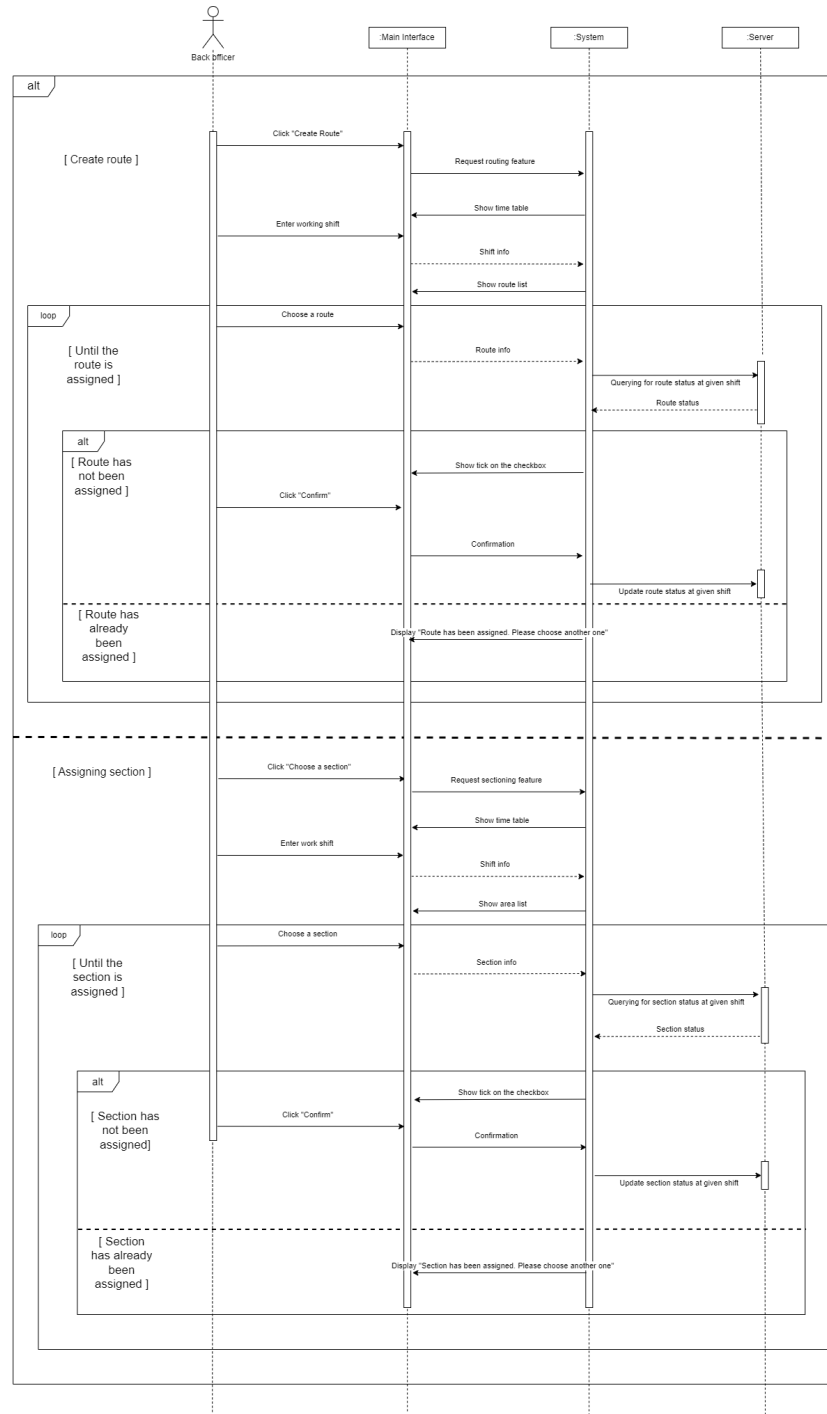 Back officer
:Main Interface
:System
:Server
alt
Click "Create Route"
[ Create route ]
Request routing feature
Show time table
Enter working shift
Shift info
Show route list
loop
Choose a route
[ Until the
route is
assigned ]
Route info
Querying for route status at given shift
Route status
alt
[ Route has
not been
assigned ]
Show tick on the checkbox
Click "Confirm"
Confirmation
Update route status at given shift
[ Route has
already
been
assigned ]
Display "Route has been assigned. Please choose another one"
[ Assigning section ]
Click "Choose a section"
Request sectioning feature
Show time table
Enter work shift
Shift info
Show area list
loop
Choose a section
[ Until the
section is
assigned ]
Section info
Querying for section status at given shift
Section status
alt
Show tick on the checkbox
[ Section has
not been
assigned]
Click "Confirm"
Confirmation
Update section status at given shift
[ Section
has already
been
assigned ]
Display "Section has been assigned. Please choose another one"